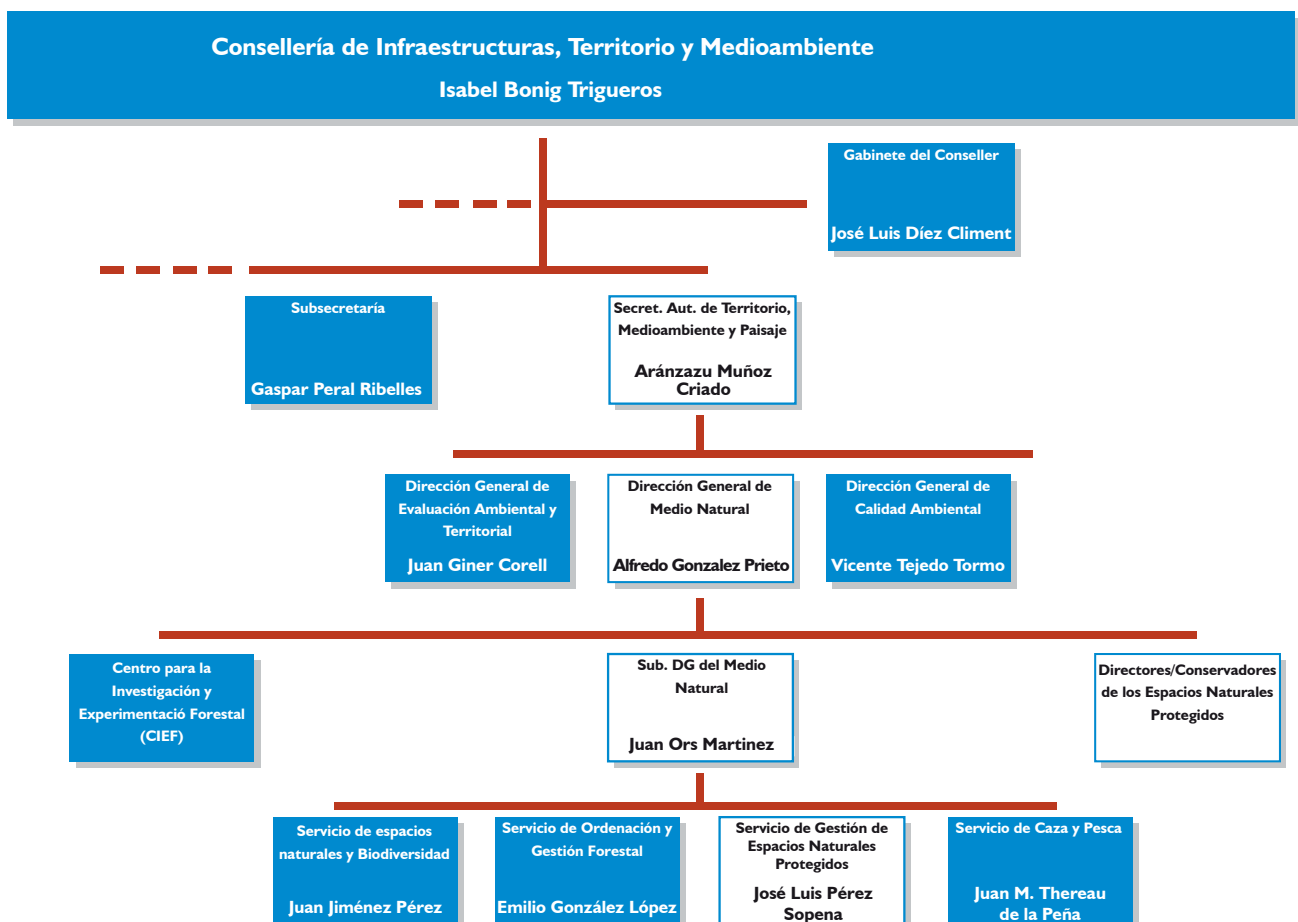 Consellería de Infraestructuras, Territorio y Medioambiente
Isabel Bonig Trigueros
Gabinete del Conseller
José Luis Díez Climent
Subsecretaría
Gaspar Peral Ribelles
Secret. Aut. de Territorio,
Medioambiente y Paisaje
Aránzazu Muñoz
Criado
Dirección General de
Evaluación Ambiental y
Territorial
Juan Giner Corell
Dirección General de
Medio Natural
Alfredo Gonzalez Prieto
Dirección General de
Calidad Ambiental
Vicente Tejedo Tormo
Centro para la
Investigación y
Experimentació Forestal
(CIEF)
Sub. DG del Medio
Natural
Juan Ors Martinez
Directores/Conservadores
de los Espacios Naturales
Protegidos
Servicio de espacios
naturales y Biodiversidad
Juan Jiménez Pérez
Servicio de Ordenación y
Gestión Forestal
Emilio González López
Servicio de Gestión de
Espacios Naturales
Protegidos
José Luis Pérez
Sopena
Servicio de Caza y Pesca
Juan M. Thereau
de la Peña